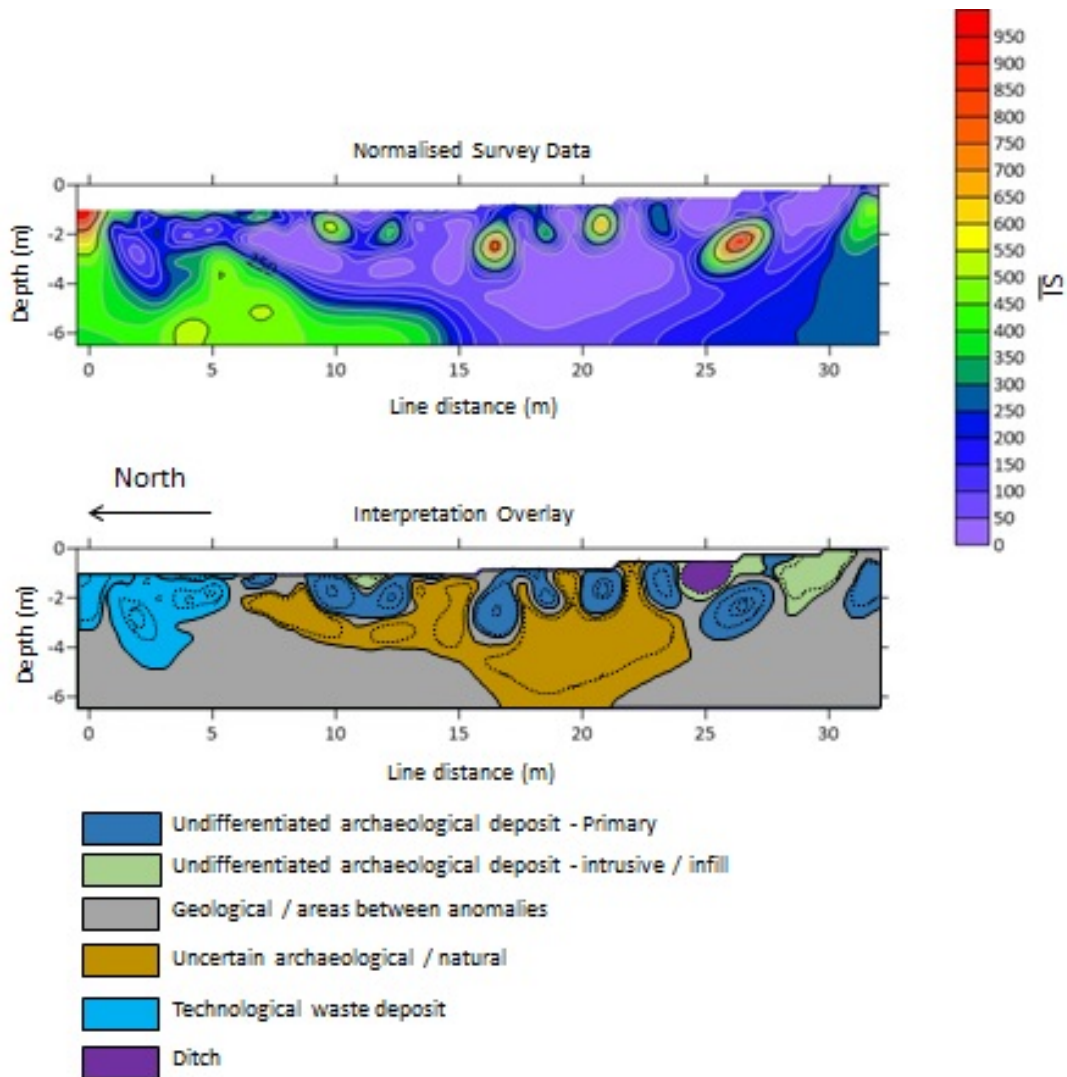 Normalised Survey Data
0
-2
-4
-6
Depth (m)
250
0 5 10 15 20 25 30
Line distance (m)
950
900
850
800
750
700
650
600
550
500
450
400
350
300
250
200
150
100
50
0
SI
North
Interpretation Overlay
0
-2
-4
-6
Depth (m)
0 5 10 15 20 25 30
Line distance (m)
Undifferentiated archaeological deposit - Primary
Undifferentiated archaeological deposit - intrusive / infill
Geological / areas between anomalies
Uncertain archaeological / natural
Technological waste deposit
Ditch